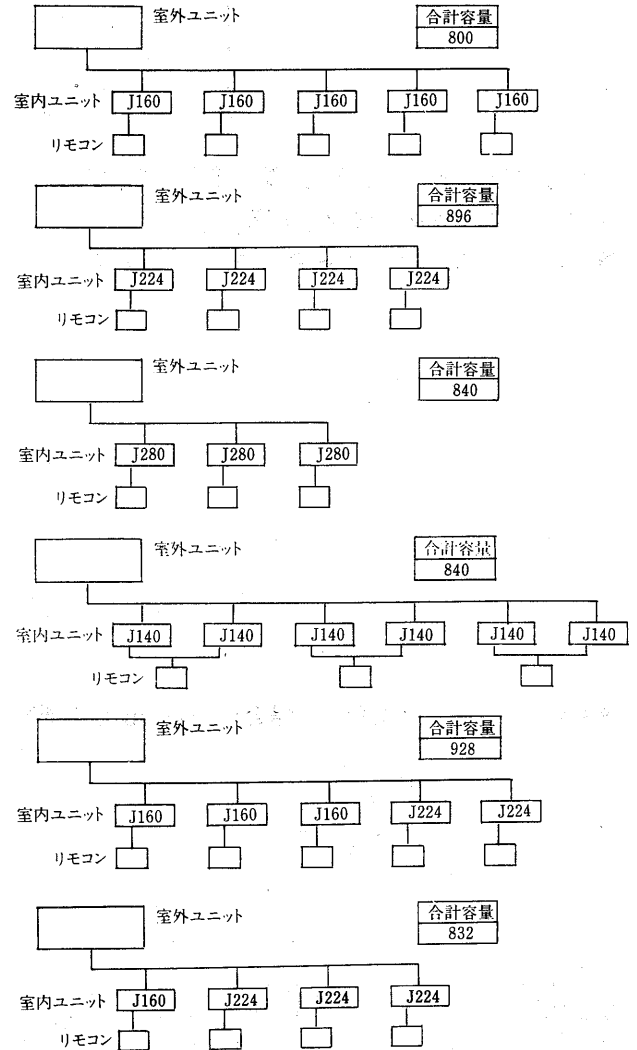 室外ユニット 合計容量
800
室内ユニット J160 J160 J160 J160 J160
リモコン
室外ユニット 合計容量
896
室内ユニット J224 J224 J224 J224
リモコン
室外ユニット 合計容量
840
室内ユニット J280 J280 J280
リモコン
室外ユニット 合計容量
840
室内ユニット J140 J140 J140 J140 J140 J140
リモコン
室外ユニット 合計容量
928
室内ユニット J160 J160 J160 J224 J224
リモコン
室外ユニット 合計容量
832
室内ユニット J160 J224 J224 J224
リモコン